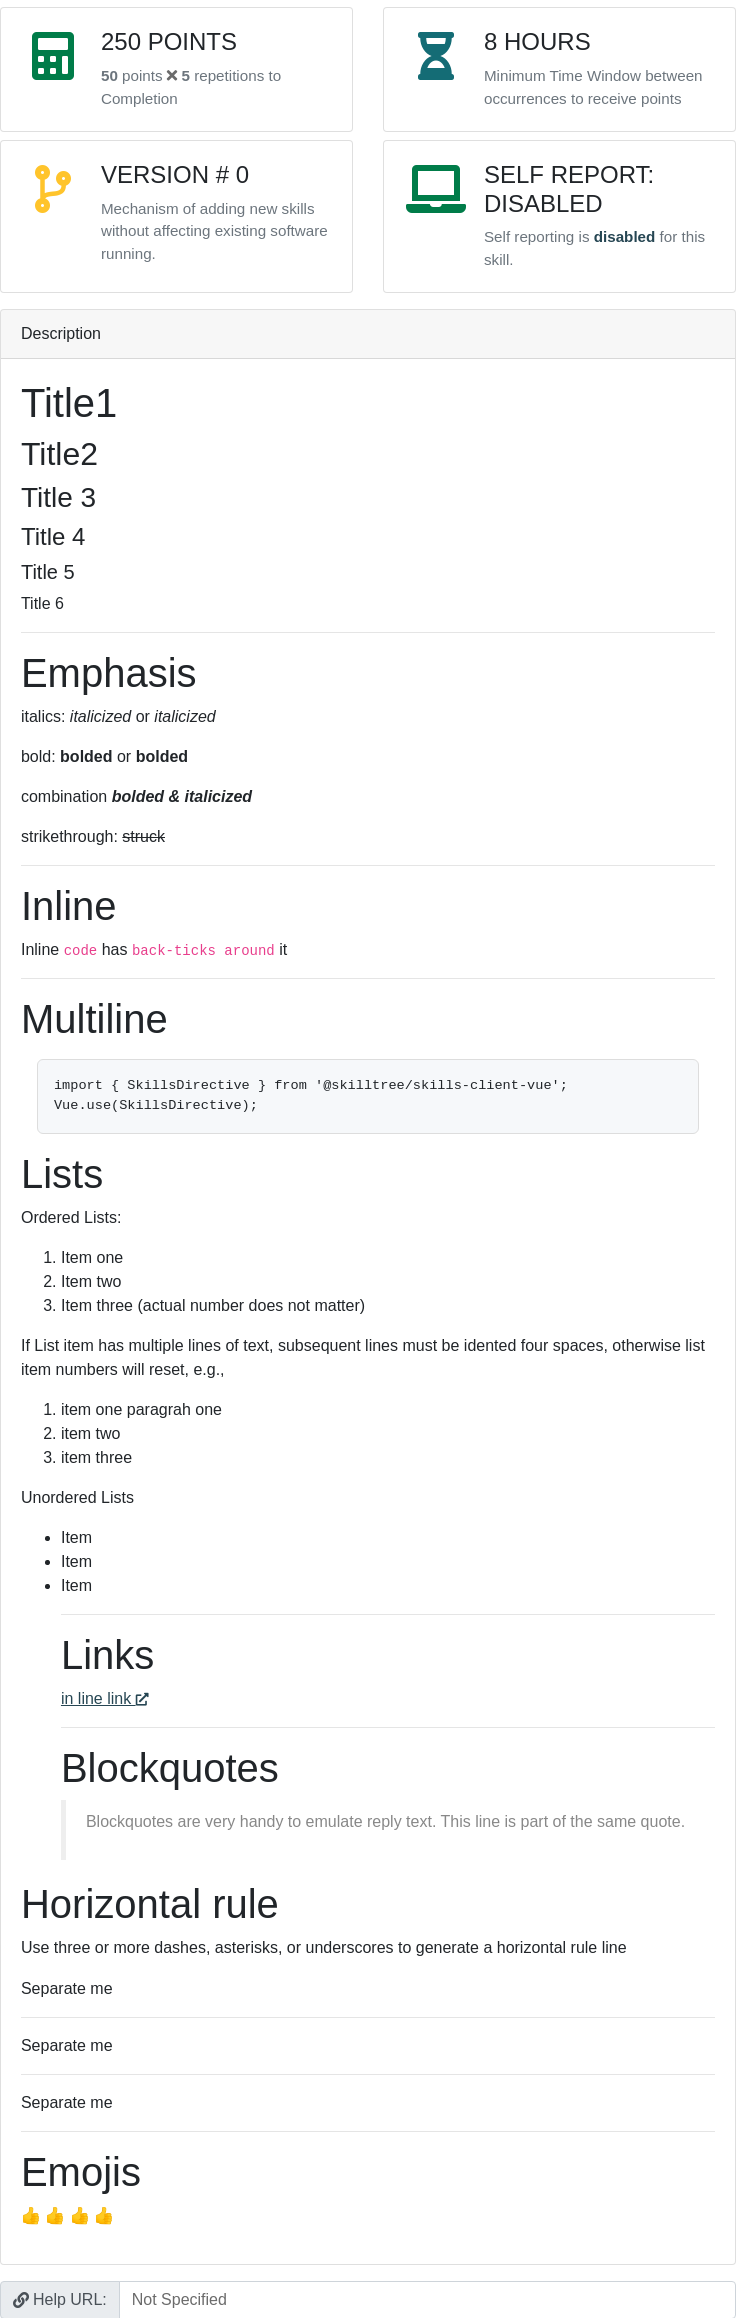 250 POINTS
50 points ✖ 5 repetitions to
Completion
8 HOURS
Minimum Time Window between
occurrences to receive points
VERSION # 0
Mechanism of adding new skills
without affecting existing software
running.
SELF REPORT:
DISABLED
Self reporting is disabled for this
skill.
Description
Title1
Title2
Title 3
Title 4
Title 5
Title 6
Emphasis
italics: italicized or italicized
bold: bolded or bolded
combination bolded & italicized
strikethrough: struck
Inline
Inline code has back-ticks around it
Multiline
import { SkillsDirective } from '@skilltree/skills-client-vue';
Vue.use(SkillsDirective);
Lists
Ordered Lists:
1. Item one
2. Item two
3. Item three (actual number does not matter)
If List item has multiple lines of text, subsequent lines must be idented four spaces, otherwise list
item numbers will reset, e.g.,
1. item one paragrah one
2. item two
3. item three
Unordered Lists
• Item
• Item
• Item
Links
in line link
Blockquotes
Blockquotes are very handy to emulate reply text. This line is part of the same quote.
Horizontal rule
Use three or more dashes, asterisks, or underscores to generate a horizontal rule line
Separate me
Separate me
Separate me
Emojis
👍 👍 👍 👍
Help URL: Not Specified